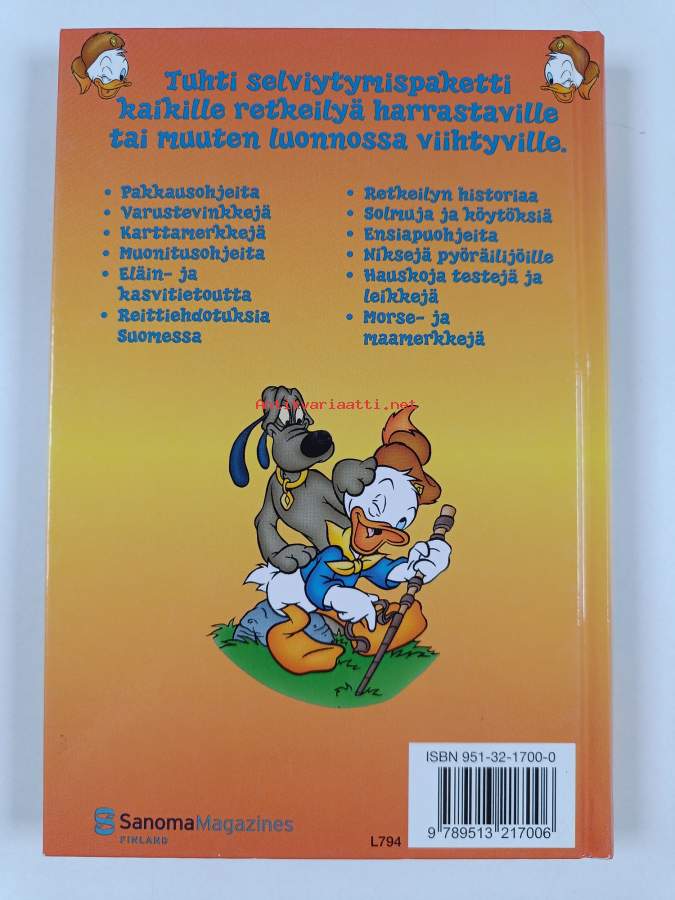 Tuhti selviytymispaketti
kaikille retkeilyä harrastaville
tai muuten luonnossa viihtyville.
• Pakkausohjeita
• Varustevinkkejä
• Karttamerkkejä
• Muonitusohjeita
• Eläin- ja
kasvitietoutta
• Reittiehdotuksia
Suomessa
• Retkeilyn historiaa
• Solmuja ja köytöksiä
• Ensiapuohjeita
• Niksejä pyöräilijöille
• Hauskoja testejä ja
leikkejä
• Morse- ja
maamerkkejä
Antikvariaatti.net
ISBN 951-32-1700-0
9 789513 217006
SanomaMagazines
FINLAND
L794